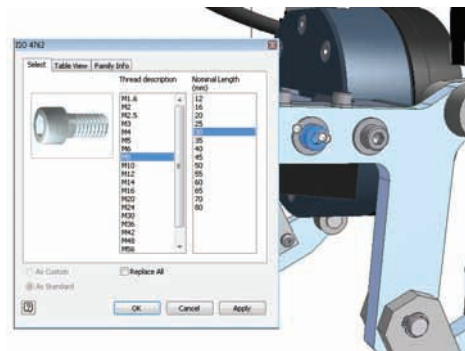 ISO 4762
Select
Table View
Family Info
Thread description
Nominal Length
(mm)
M1.6
M2
M2.5
M3
M4
M5
M6
M8
M10
M12
M14
M16
M20
M24
M30
M36
M42
M48
M56
12
16
20
25
30
35
40
45
50
55
60
65
70
80
As Custom
As Standard
Replace All
?
OK
Cancel
Apply